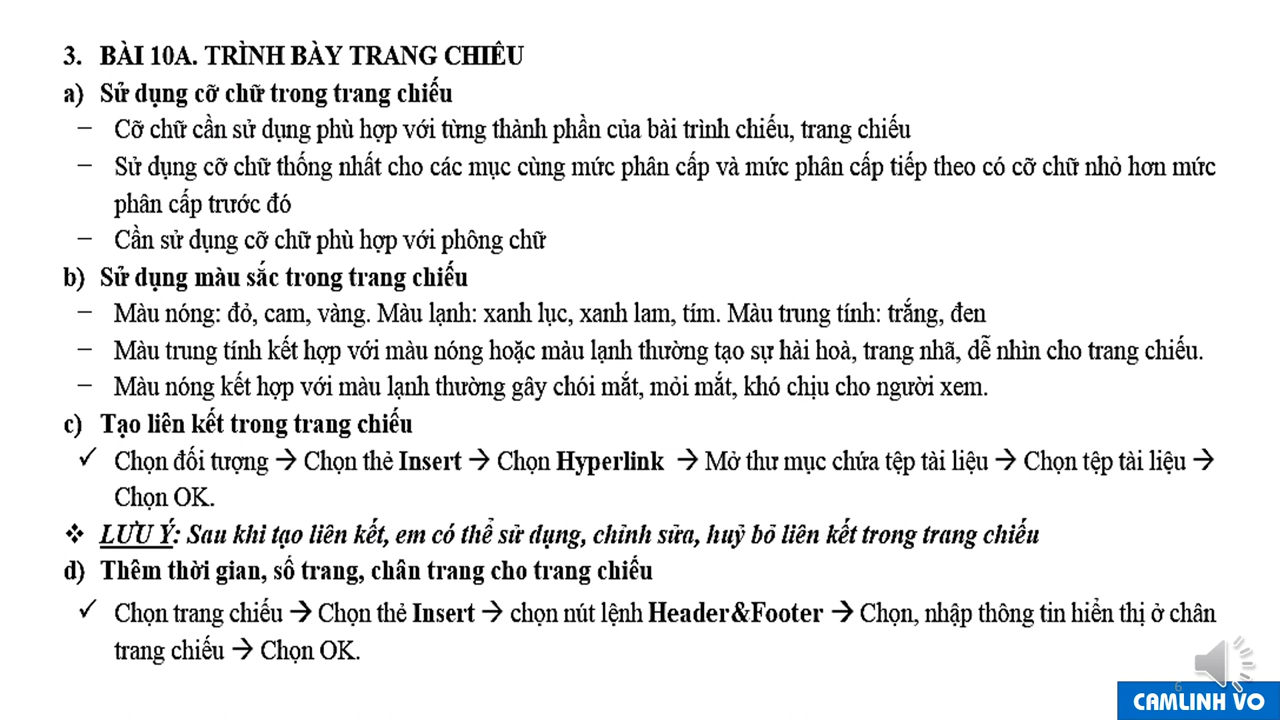 3. BÀI 10A. TRÌNH BÀY TRANG CHIẾU
a) Sử dụng cỡ chữ trong trang chiếu
– Cỡ chữ cần sử dụng phù hợp với từng thành phần của bài trình chiếu, trang chiếu
– Sử dụng cỡ chữ thống nhất cho các mục cùng mức phân cấp và mức phân cấp tiếp theo có cỡ chữ nhỏ hơn mức
phân cấp trước đó
– Cần sử dụng cỡ chữ phù hợp với phông chữ
b) Sử dụng màu sắc trong trang chiếu
– Màu nóng: đỏ, cam, vàng. Màu lạnh: xanh lục, xanh lam, tím. Màu trung tính: trắng, đen
– Màu trung tính kết hợp với màu nóng hoặc màu lạnh thường tạo sự hài hoà, trang nhã, dễ nhìn cho trang chiếu.
– Màu nóng kết hợp với màu lạnh thường gây chói mắt, mỏi mắt, khó chịu cho người xem.
c) Tạo liên kết trong trang chiếu
✓ Chọn đối tượng → Chọn thẻ Insert → Chọn Hyperlink → Mở thư mục chứa tệp tài liệu → Chọn tệp tài liệu →
Chọn OK.
❖ LƯU Ý: Sau khi tạo liên kết, em có thể sử dụng, chỉnh sửa, huỷ bỏ liên kết trong trang chiếu
d) Thêm thời gian, số trang, chân trang cho trang chiếu
✓ Chọn trang chiếu → Chọn thẻ Insert → chọn nút lệnh Header&Footer → Chọn, nhập thông tin hiển thị ở chân
trang chiếu → Chọn OK.
6
CAMLINH VO